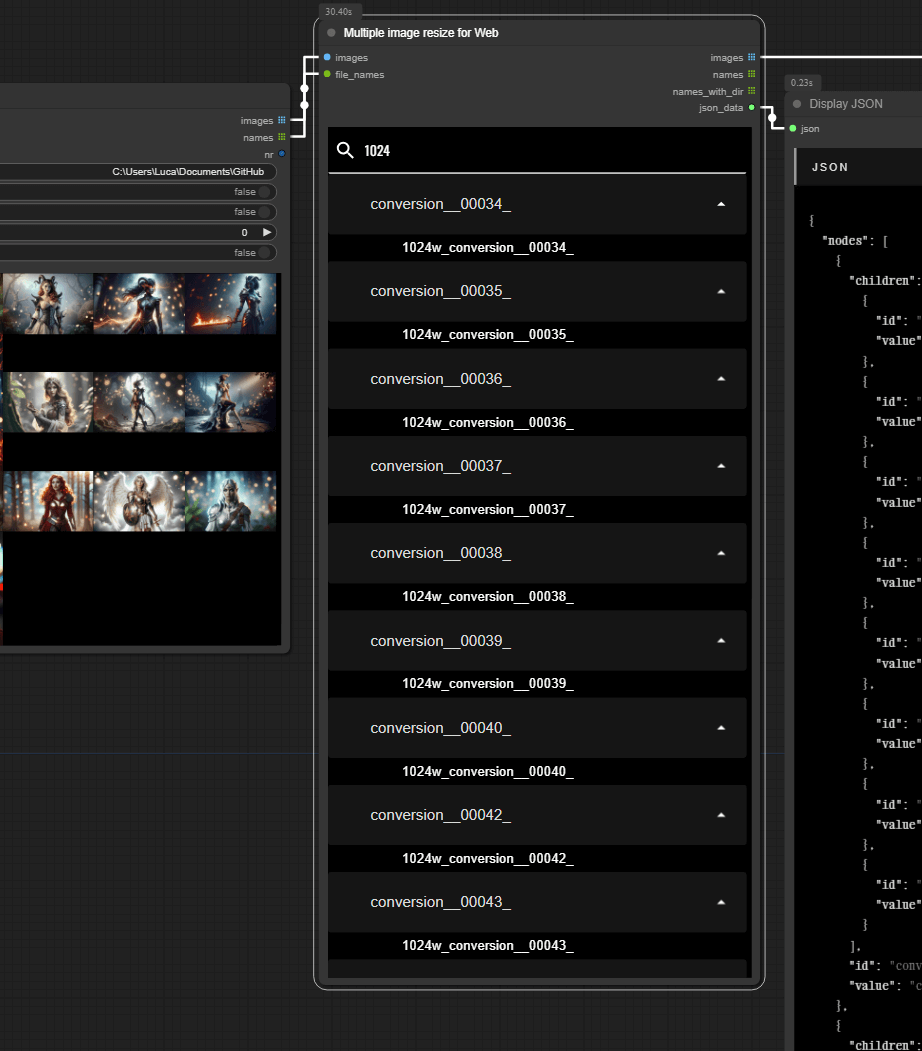 images
names
nr
C:\Users\Luca\Documents\GitHub
false
false
0
false
30.40s
Multiple image resize for Web
images
file_names
images
names
names_with_dir
json_data
1024
conversion__00034_
1024w_conversion__00034_
conversion__00035_
1024w_conversion__00035_
conversion__00036_
1024w_conversion__00036_
conversion__00037_
1024w_conversion__00037_
conversion__00038_
1024w_conversion__00038_
conversion__00039_
1024w_conversion__00039_
conversion__00040_
1024w_conversion__00040_
conversion__00042_
1024w_conversion__00042_
conversion__00043_
1024w_conversion__00043_
0.23s
Display JSON
json
JSON
{
"nodes": [
{
"children":
{
"id": "
"value"
},
{
"id": "
"value"
},
{
"id": "
"value"
},
{
"id": "
"value"
},
{
"id": "
"value"
},
{
"id": "
"value"
},
{
"id": "
"value"
},
{
"id": "
"value"
}
],
"id": "conv
"value": "c
},
{
"children":